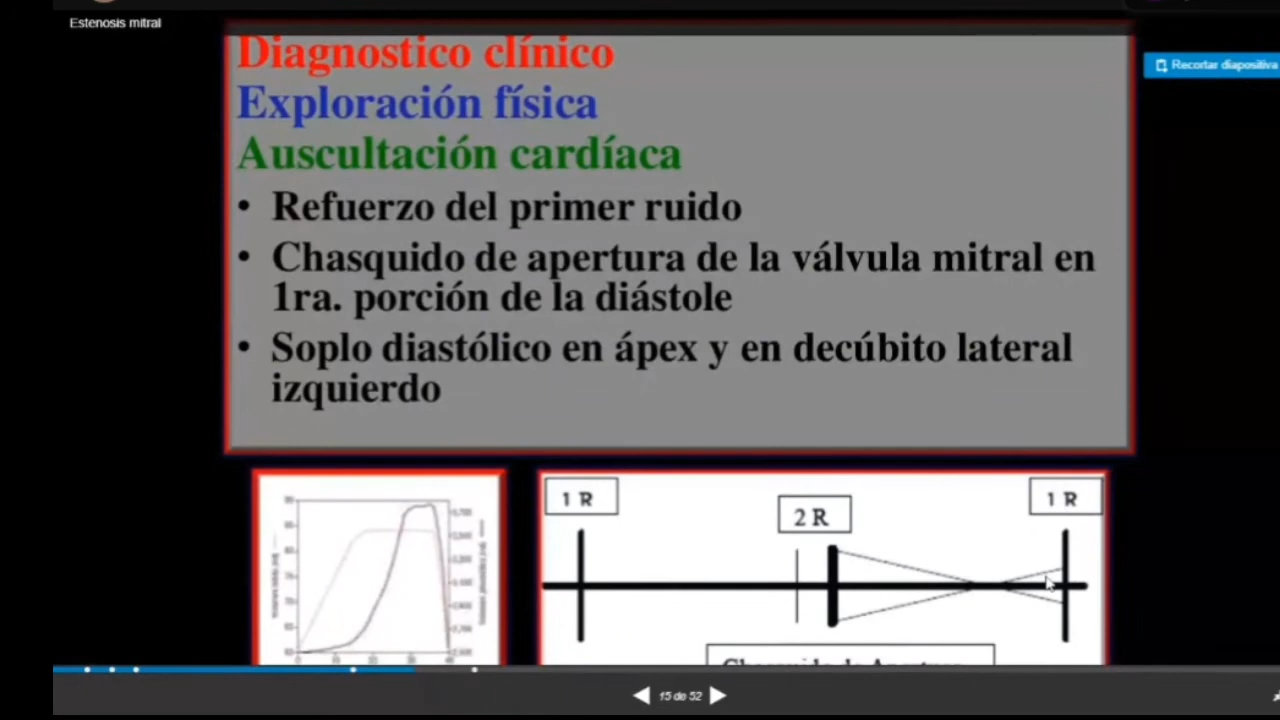 Estenosis mitral
Diagnostico clínico
Recortar diapositiva
Exploración física
Auscultación cardíaca
• Refuerzo del primer ruido
• Chasquido de apertura de la válvula mitral en
1ra. porción de la diástole
• Soplo diastólico en ápex y en decúbito lateral
izquierdo
1 R
2 R
1 R
15 de 52